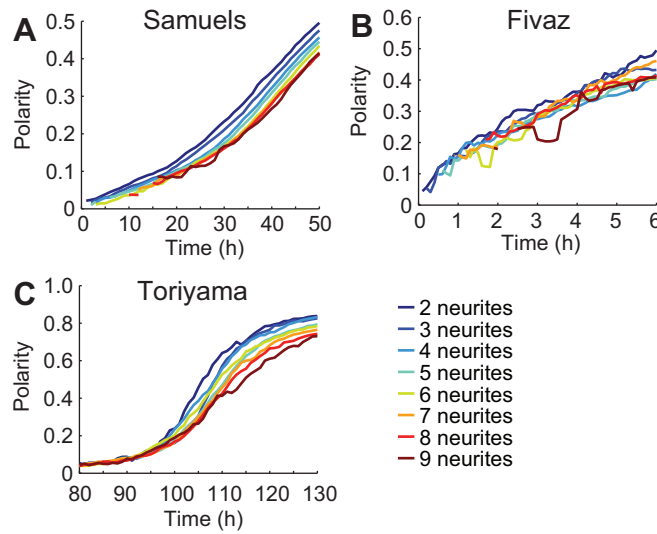 A Samuels
0.5
0.4
0.3
0.2
0.1
0
Polarity
0 10 20 30 40 50
Time (h)
B Fivaz
0.6
0.5
0.4
0.3
0.2
0.1
0
Polarity
0 1 2 3 4 5 6
Time (h)
C Toriyama
1.0
0.8
0.6
0.4
0.2
0
Polarity
80 90 100 110 120 130
Time (h)
2 neurites
3 neurites
4 neurites
5 neurites
6 neurites
7 neurites
8 neurites
9 neurites